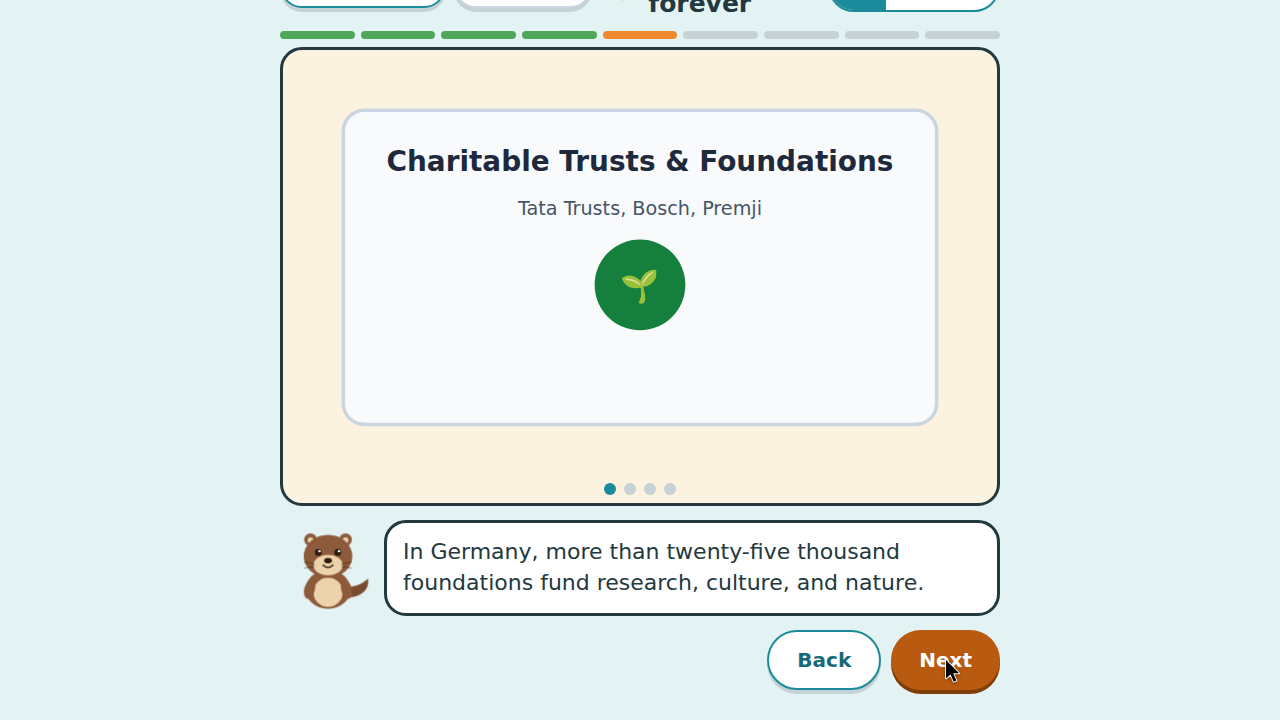 forever
Charitable Trusts & Foundations
Tata Trusts, Bosch, Premji
In Germany, more than twenty-five thousand
foundations fund research, culture, and nature.
Back
Next